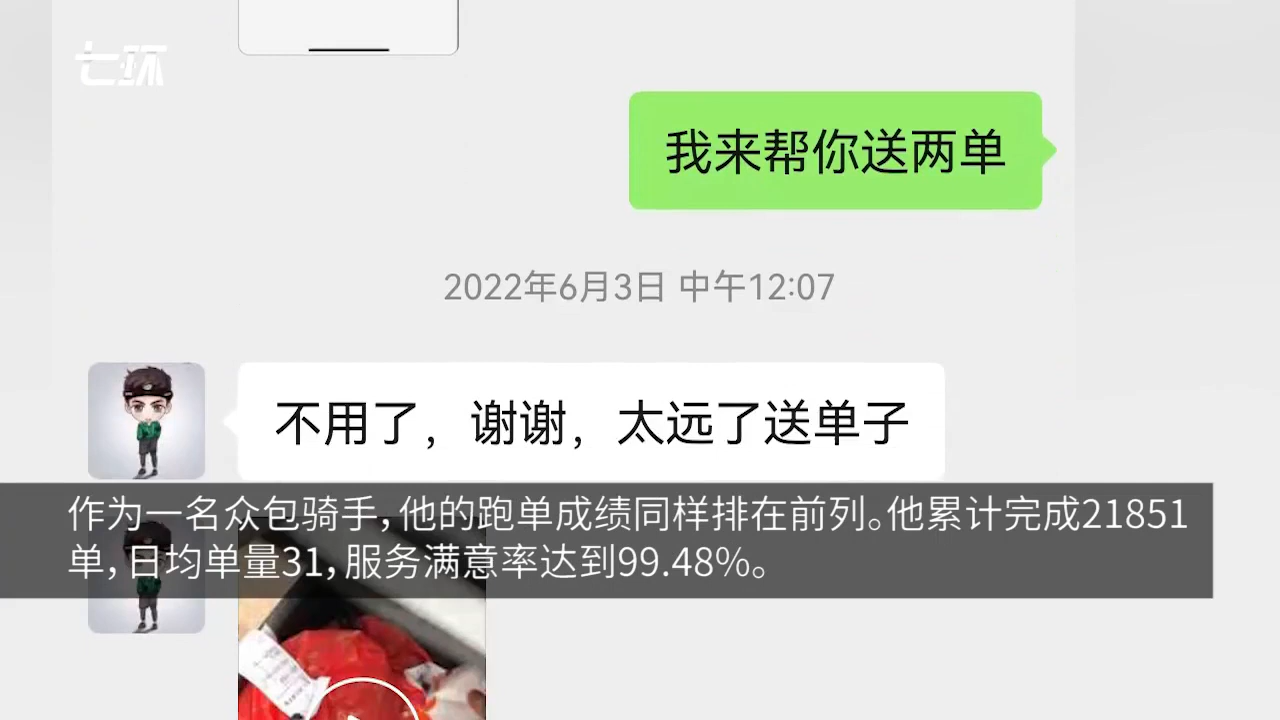 七环
我来帮你送两单
2022年6月3日 中午12:07
不用了，谢谢，太远了送单子
作为一名众包骑手，他的跑单成绩同样排在前列。他累计完成21851
单，日均单量31，服务满意率达到99.48%。